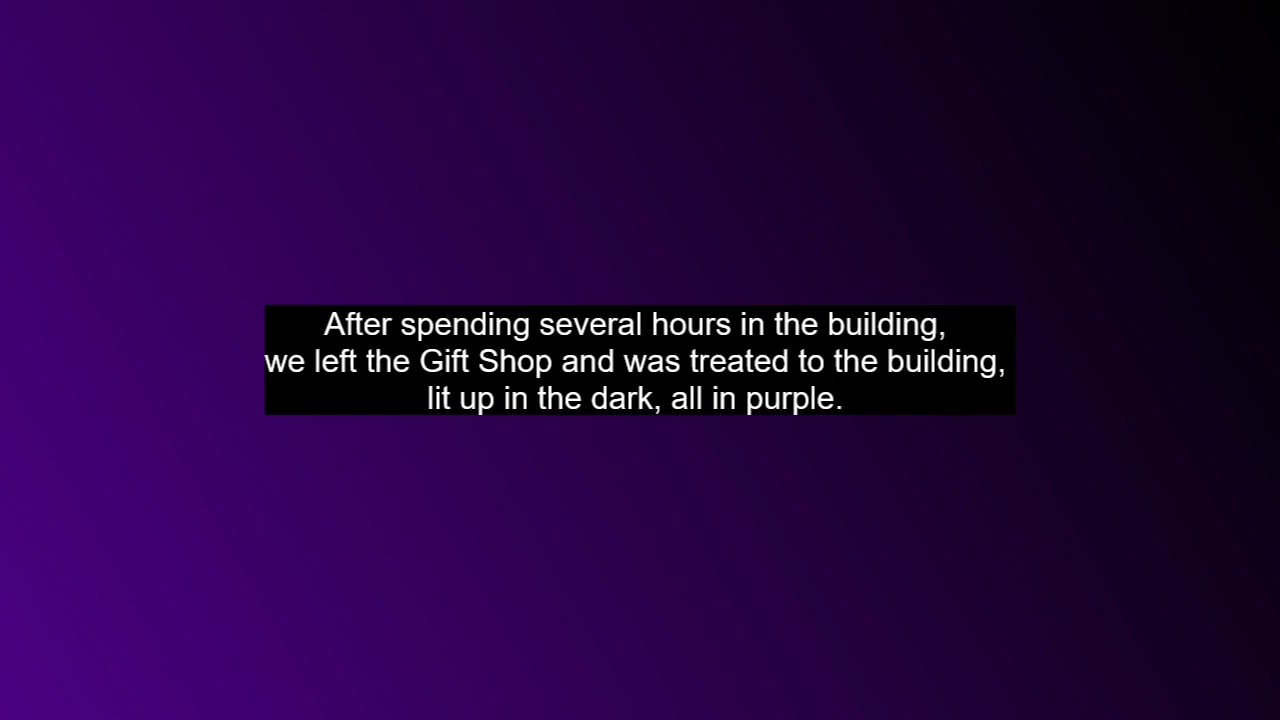 After spending several hours in the building,
we left the Gift Shop and was treated to the building,
lit up in the dark, all in purple.